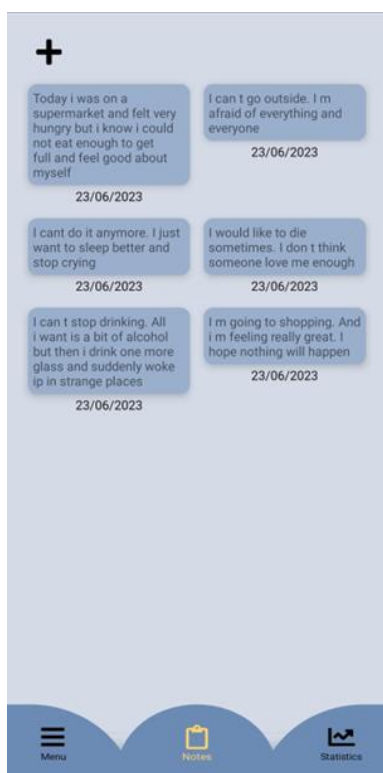 Today i was on a
supermarket and felt very
hungry but i know i could
not eat enough to get
full and feel good about
myself
23/06/2023
I can t go outside. I m
afraid of everything and
everyone
23/06/2023
I cant do it anymore. I just
want to sleep better and
stop crying
23/06/2023
I would like to die
sometimes. I don t think
someone love me enough
23/06/2023
I can t stop drinking. All
i want is a bit of alcohol
but then i drink one more
glass and suddenly woke
ip in strange places
23/06/2023
I m going to shopping. And
i m feeling really great. I
hope nothing will happen
23/06/2023
Menu
Notes
Statistics